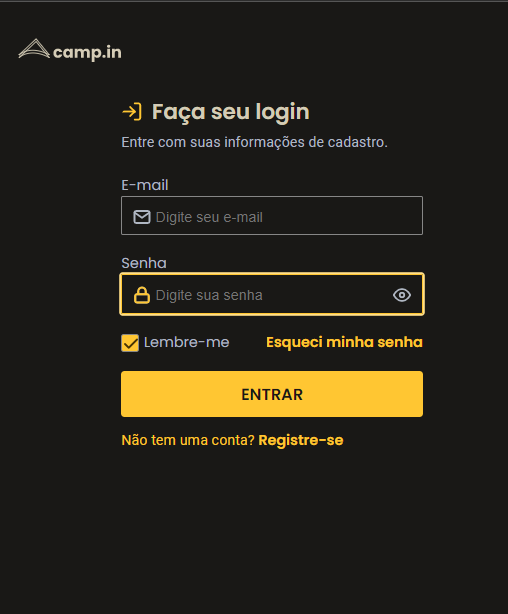 camp.in
Faça seu login
Entre com suas informações de cadastro.
E-mail
Digite seu e-mail
Senha
Digite sua senha
Lembre-me Esqueci minha senha
ENTRAR
Não tem uma conta? Registre-se